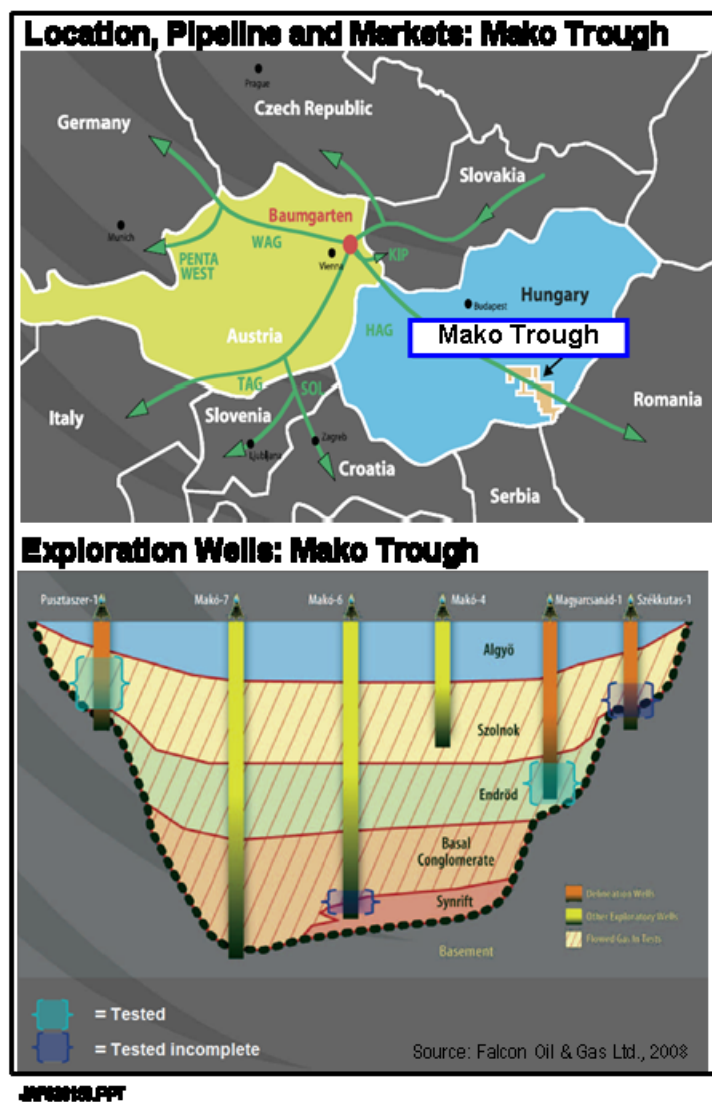 Location, Pipeline and Markets: Mako Trough
Prague
Czech Republic
Germany
Slovakia
Baumgarten
Munich
WAG
PENTA
WEST
Vienna
KIP
Budapest
Hungary
HAG
Mako Trough
Austria
TAG
SOL
Italy
Slovenia
Ljubljana
Zagreb
Croatia
Romania
Serbia
Exploration Wells: Mako Trough
Pusztaszer-1 Makó-7 Makó-6 Makó-4 Magyarcsanád-1 Székkutas-1
Algyö
Szolnok
Endröd
Basal
Conglomerate
Synrift
Basement
Delineation Wells
Other Exploratory Wells
Flowed Gas In Tests
= Tested
= Tested incomplete
Source: Falcon Oil & Gas Ltd., 2008